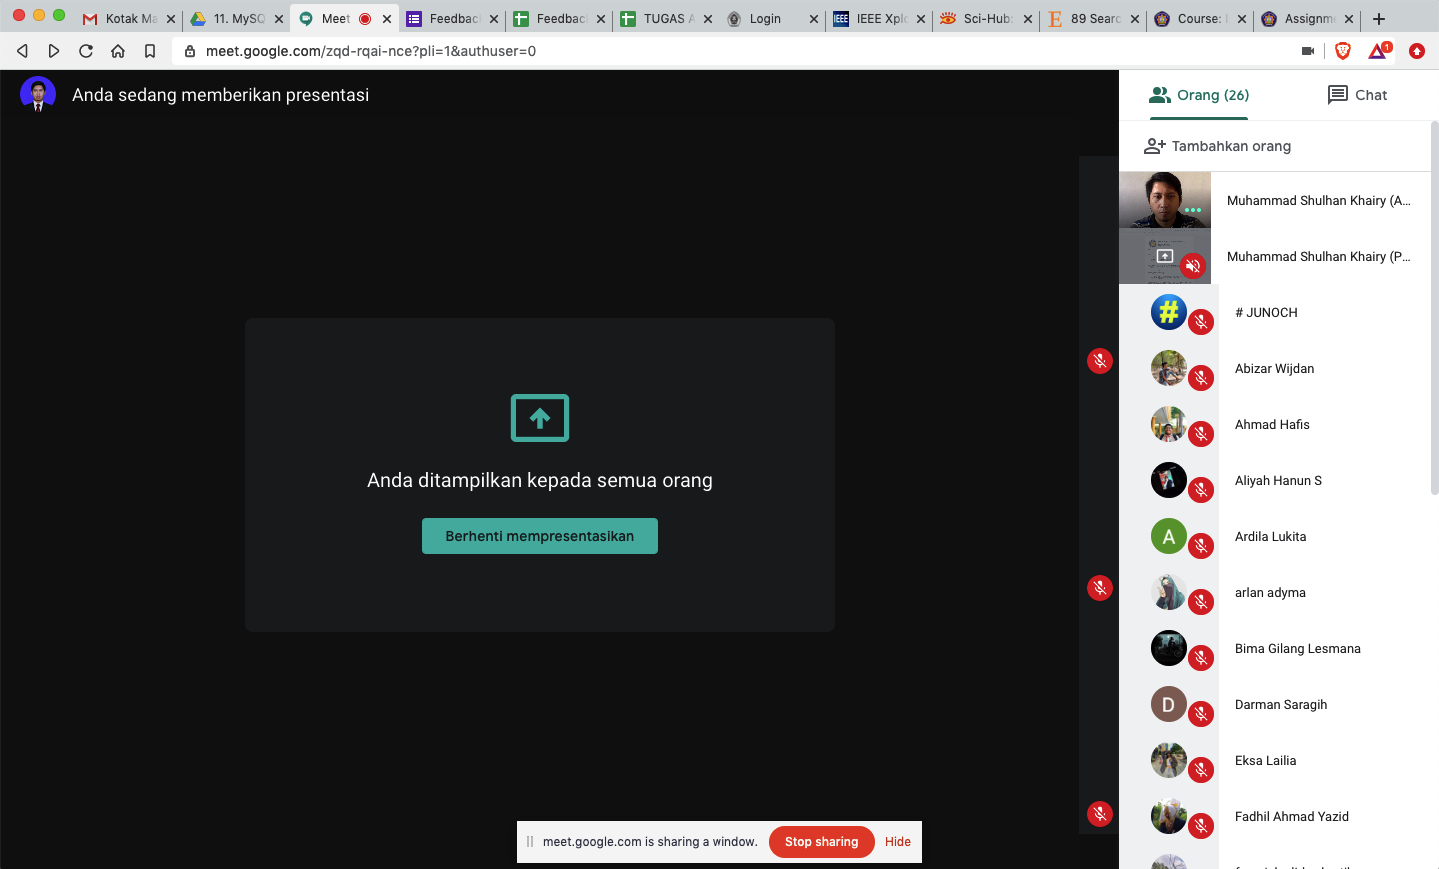 Kotak Ma
11. MySQ
Meet
Feedbac
Feedbac
TUGAS A
Login
IEEE Xplo
Sci-Hub:
89 Searc
Course:
Assignme
meet.google.com/zqd-rqai-nce?pli=1&authuser=0
1
Anda sedang memberikan presentasi
Orang (26)
Chat
Tambahkan orang
Muhammad Shulhan Khairy (A...
Muhammad Shulhan Khairy (P...
# JUNOCH
Abizar Wijdan
Ahmad Hafis
Aliyah Hanun S
A
Ardila Lukita
arlan adyma
Bima Gilang Lesmana
D
Darman Saragih
Eksa Lailia
Fadhil Ahmad Yazid
Anda ditampilkan kepada semua orang
Berhenti mempresentasikan
meet.google.com is sharing a window.
Stop sharing
Hide